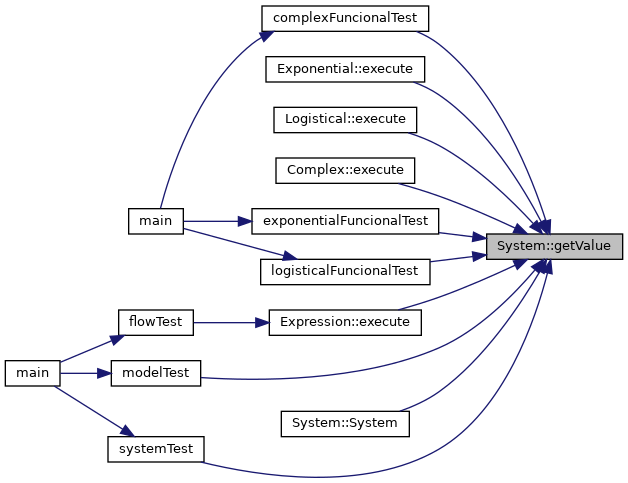 complexFuncionalTest
Exponential::execute
Logistical::execute
Complex::execute
main
exponentialFuncionalTest
System::getValue
logisticalFuncionalTest
flowTest
Expression::execute
main
modelTest
System::System
systemTest